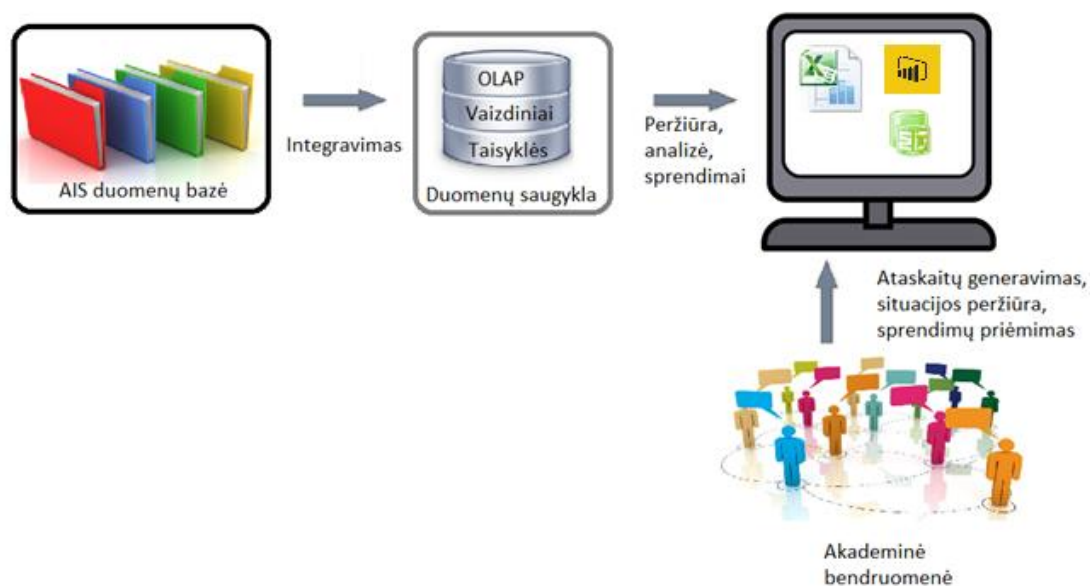 AIS duomenų bazė
Integravimas
OLAP
Vaizdiniai
Taisyklės
Duomenų saugykla
Peržiūra,
analizė,
sprendimai
Ataskaitų generavimas,
situacijos peržiūra,
sprendimų priėmimas
Akademinė
bendruomenė